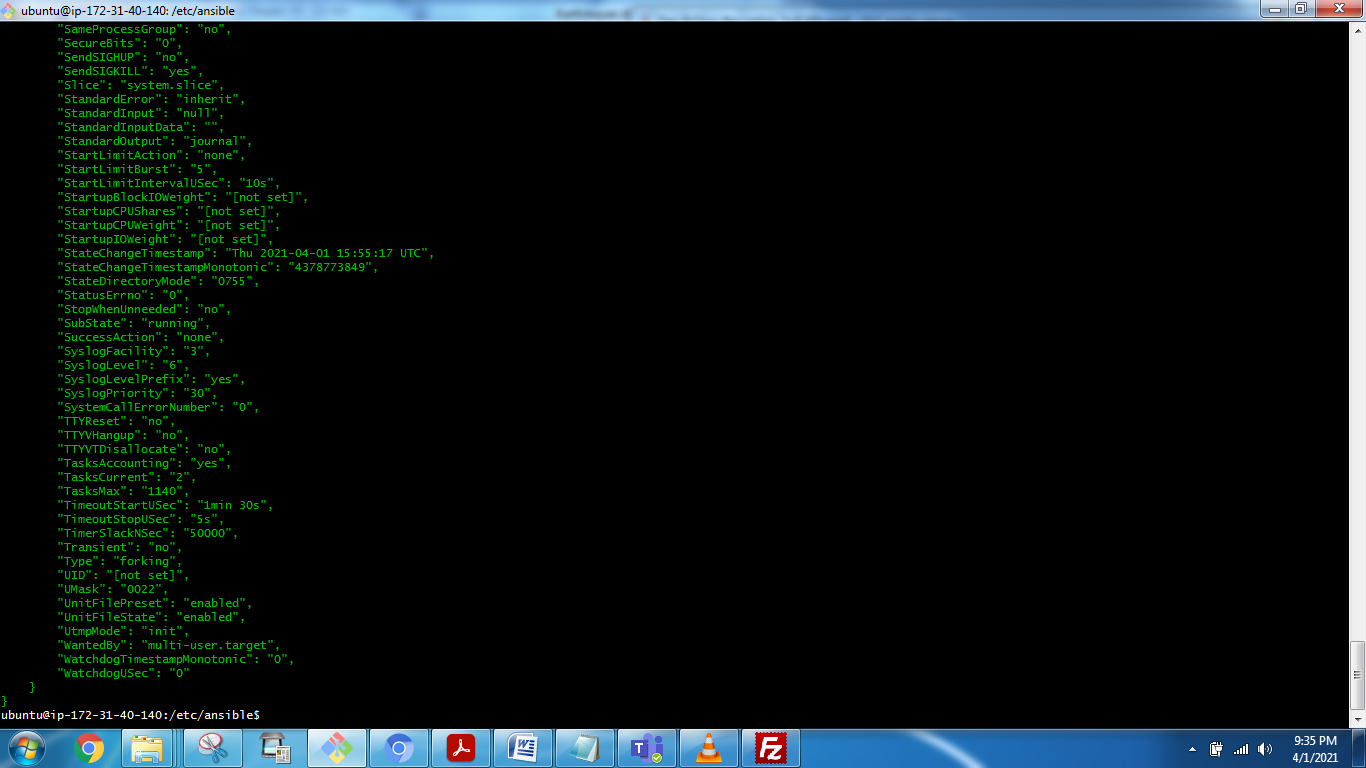 ubuntu@ip-172-31-40-140: /etc/ansible
"SameProcessGroup": "no",
"SecureBits": "0",
"SendSIGHUP": "no",
"SendSIGKILL": "yes",
"Slice": "system.slice",
"StandardError": "inherit",
"StandardInput": "null",
"StandardInputData": "",
"StandardOutput": "journal",
"StartLimitAction": "none",
"StartLimitBurst": "5",
"StartLimitIntervalUSec": "10s",
"StartupBlockIOWeight": "[not set]",
"StartupCPUShares": "[not set]",
"StartupCPUWeight": "[not set]",
"StartupIOWeight": "[not set]",
"StateChangeTimestamp": "Thu 2021-04-01 15:55:17 UTC",
"StateChangeTimestampMonotonic": "4378773849",
"StateDirectoryMode": "0755",
"StatusErrno": "0",
"StopWhenUnneeded": "no",
"SubState": "running",
"SuccessAction": "none",
"SyslogFacility": "3",
"SyslogLevel": "6",
"SyslogLevelPrefix": "yes",
"SyslogPriority": "30",
"SystemCallErrorNumber": "0",
"TTYReset": "no",
"TTYVHangup": "no",
"TTYVTDisallocate": "no",
"TasksAccounting": "yes",
"TasksCurrent": "2",
"TasksMax": "1140",
"TimeoutStartUSec": "1min 30s",
"TimeoutStopUSec": "5s",
"TimerSlackNSec": "50000",
"Transient": "no",
"Type": "forking",
"UID": "[not set]",
"UMask": "0022",
"UnitFilePreset": "enabled",
"UnitFileState": "enabled",
"UtmpMode": "init",
"WantedBy": "multi-user.target",
"WatchdogTimestampMonotonic": "0",
"WatchdogUSec": "0"
}
}
ubuntu@ip-172-31-40-140:/etc/ansible$
9:35 PM
4/1/2021